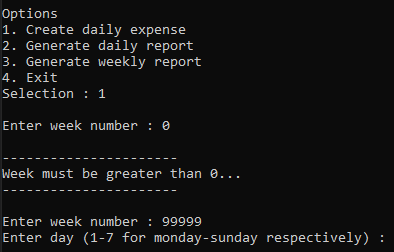 Options
1. Create daily expense
2. Generate daily report
3. Generate weekly report
4. Exit
Selection : 1
Enter week number : 0
----------------------
Week must be greater than 0...
----------------------
Enter week number : 99999
Enter day (1-7 for monday-sunday respectively) :